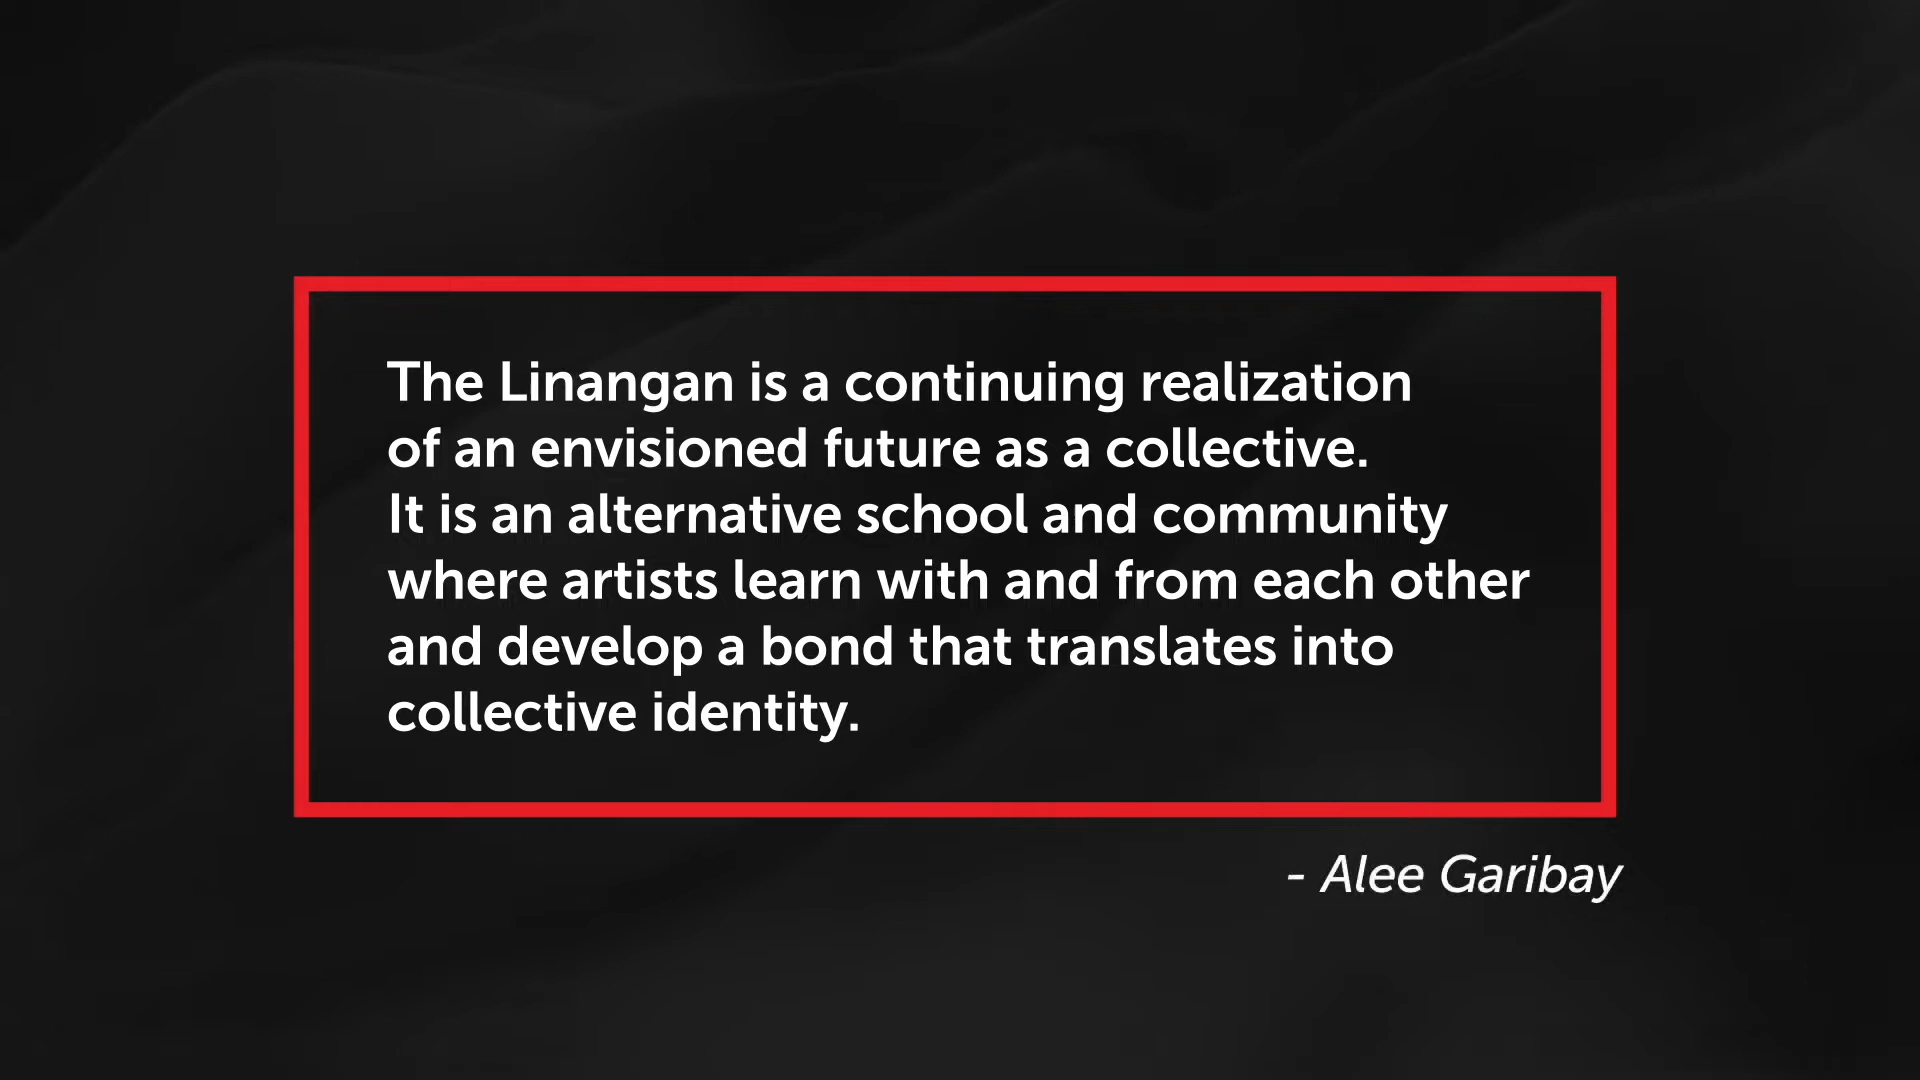 The Linangan is a continuing realization
of an envisioned future as a collective.
It is an alternative school and community
where artists learn with and from each other
and develop a bond that translates into
collective identity.
- Alee Garibay